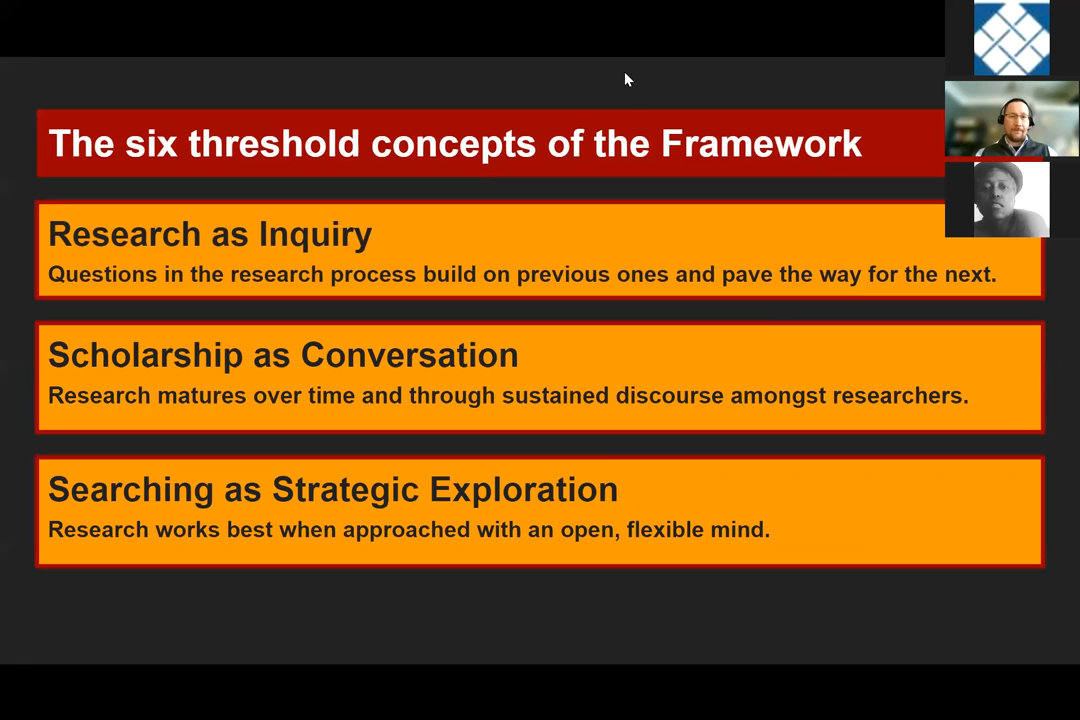 The six threshold concepts of the Framework
Research as Inquiry
Questions in the research process build on previous ones and pave the way for the next.
Scholarship as Conversation
Research matures over time and through sustained discourse amongst researchers.
Searching as Strategic Exploration
Research works best when approached with an open, flexible mind.